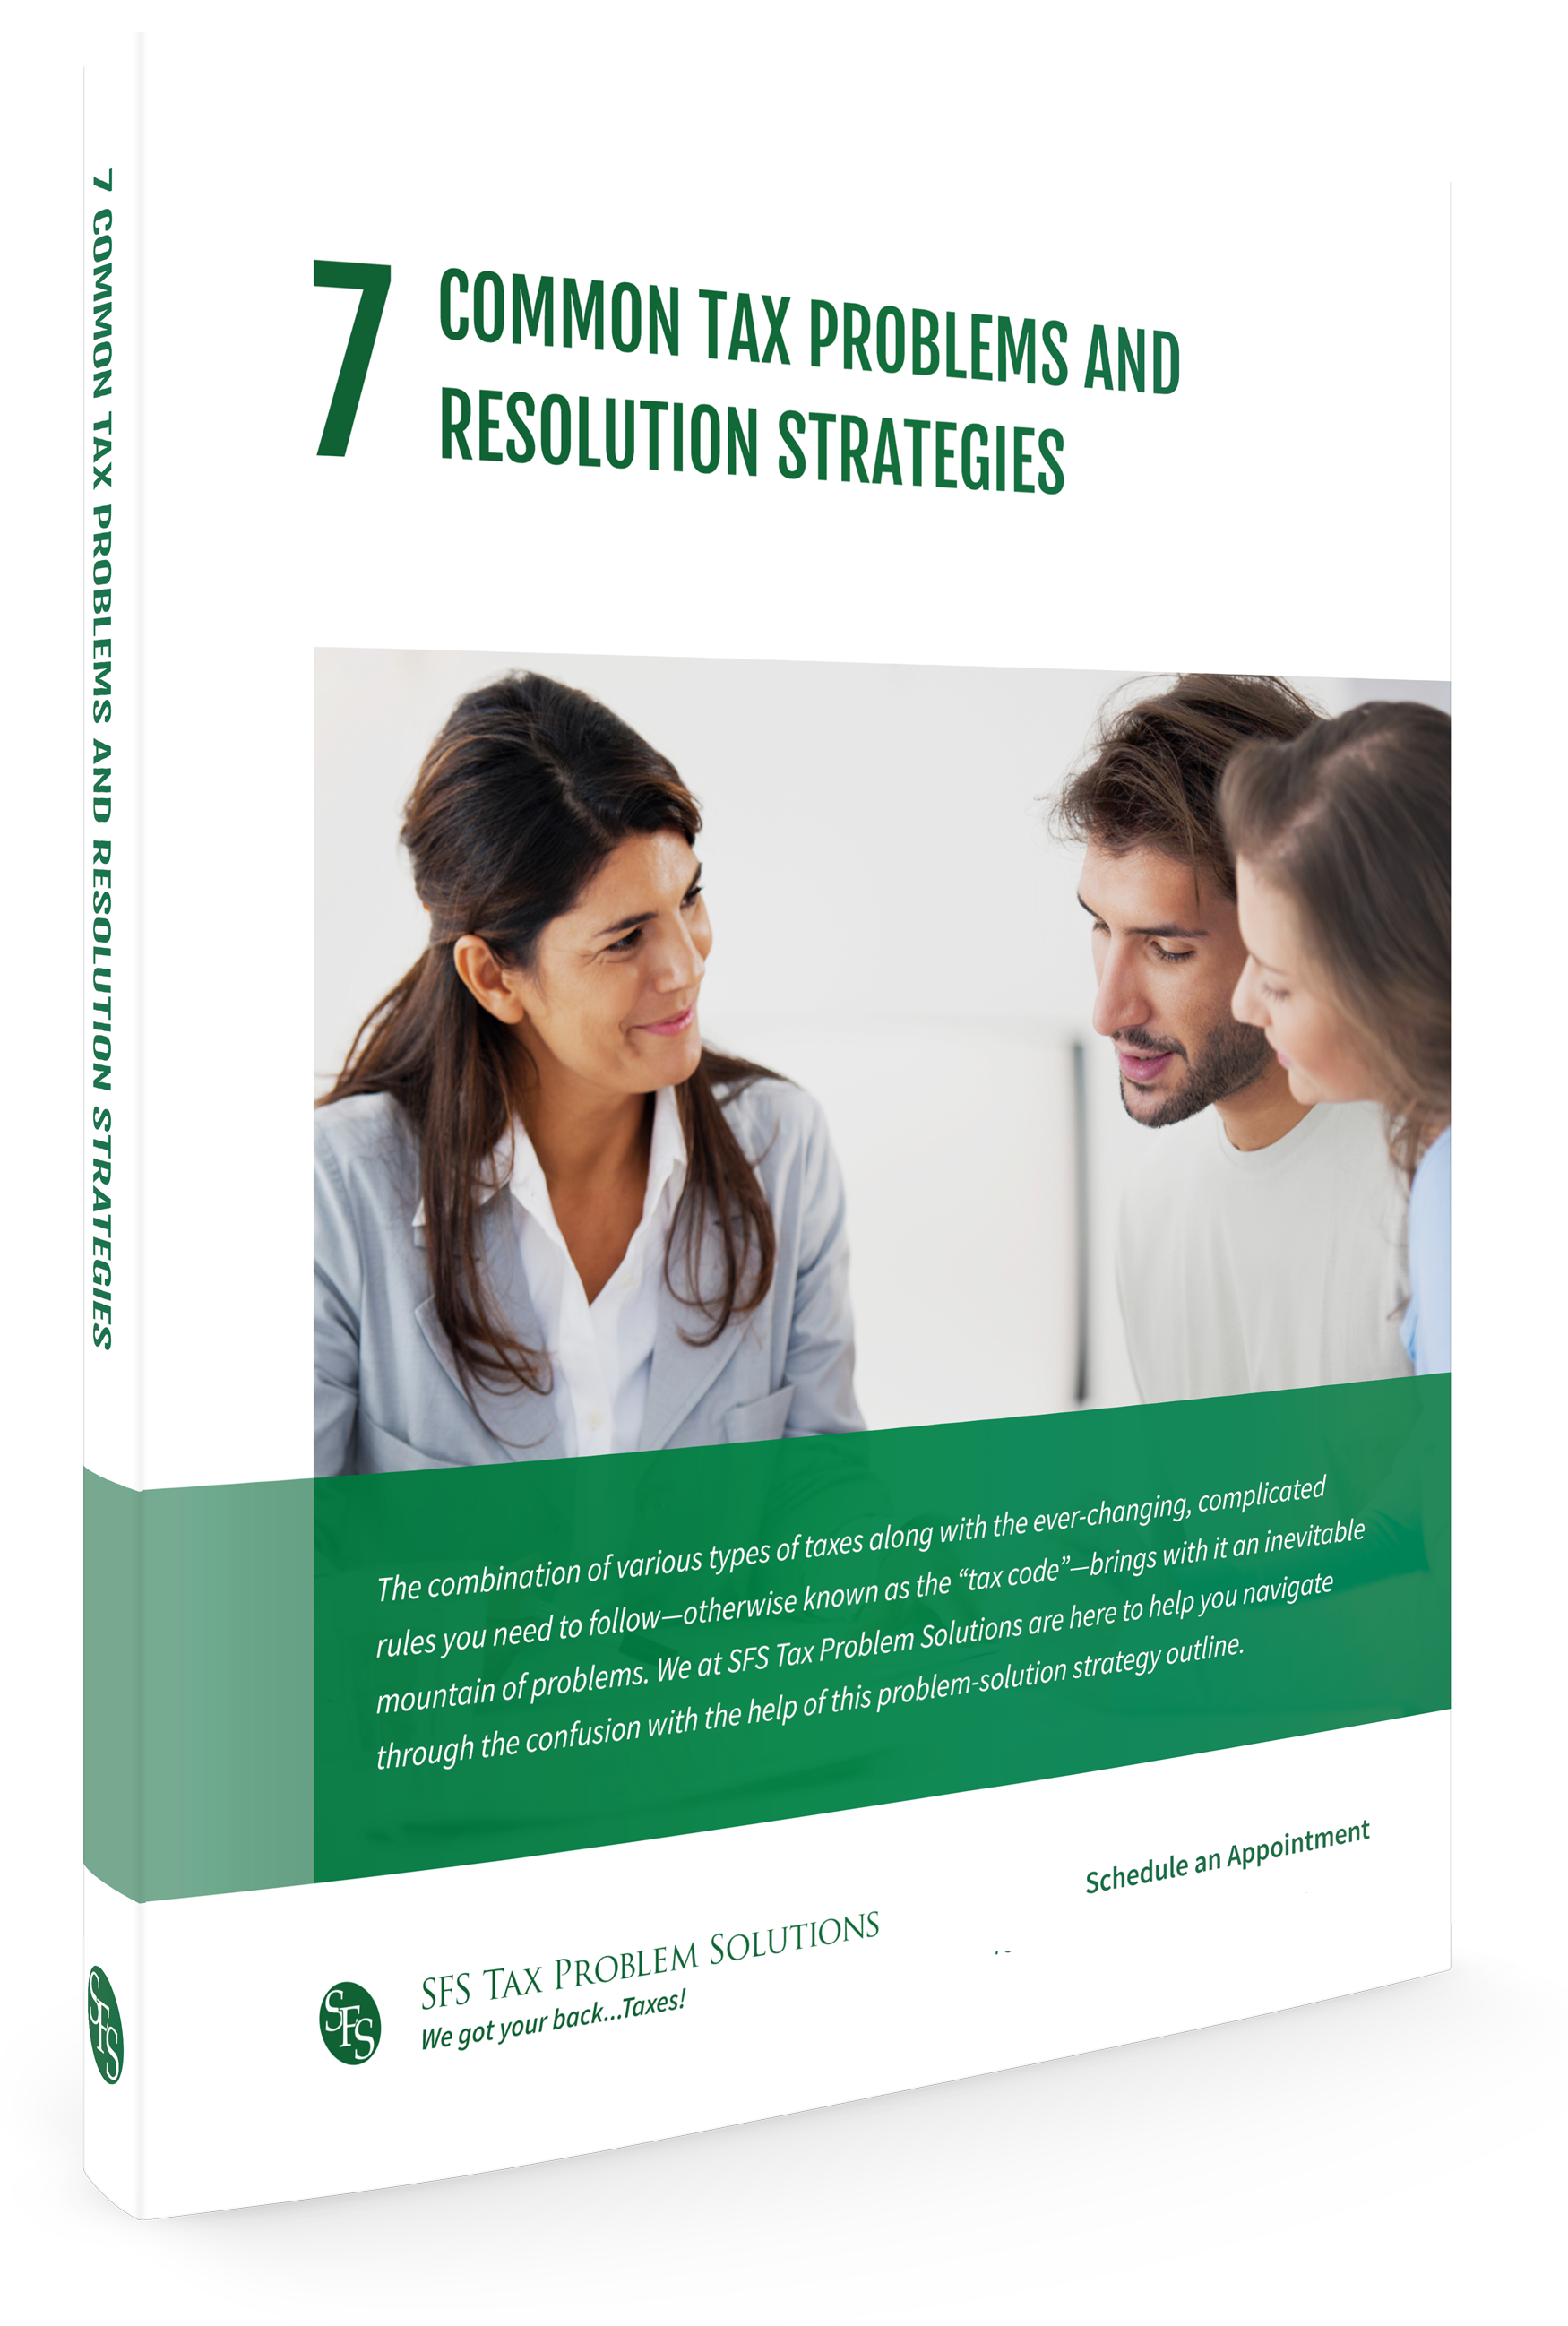 7 COMMON TAX PROBLEMS AND RESOLUTION STRATEGIES
7
COMMON TAX PROBLEMS AND
RESOLUTION STRATEGIES
The combination of various types of taxes along with the ever-changing, complicated
rules you need to follow—otherwise known as the “tax code”—brings with it an inevitable
mountain of problems. We at SFS Tax Problem Solutions are here to help you navigate
through the confusion with the help of this problem-solution strategy outline.
Schedule an Appointment
SFS
SFS
SFS TAX PROBLEM SOLUTIONS
We got your back...Taxes!